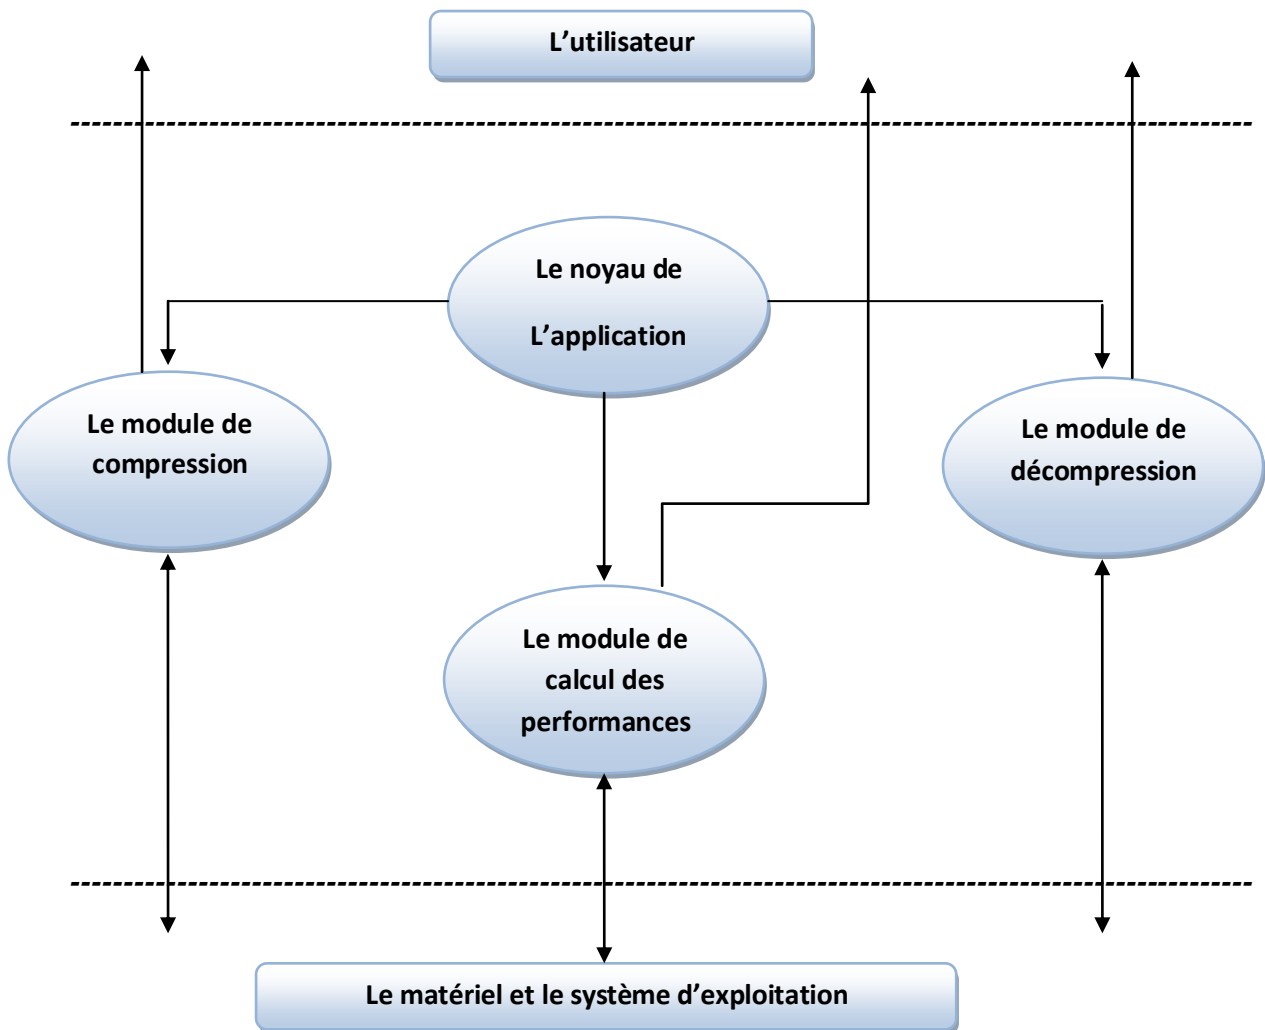 L’utilisateur
Le noyau de
L’application
Le module de
compression
Le module de
décompression
Le module de
calcul des
performances
Le matériel et le système d’exploitation